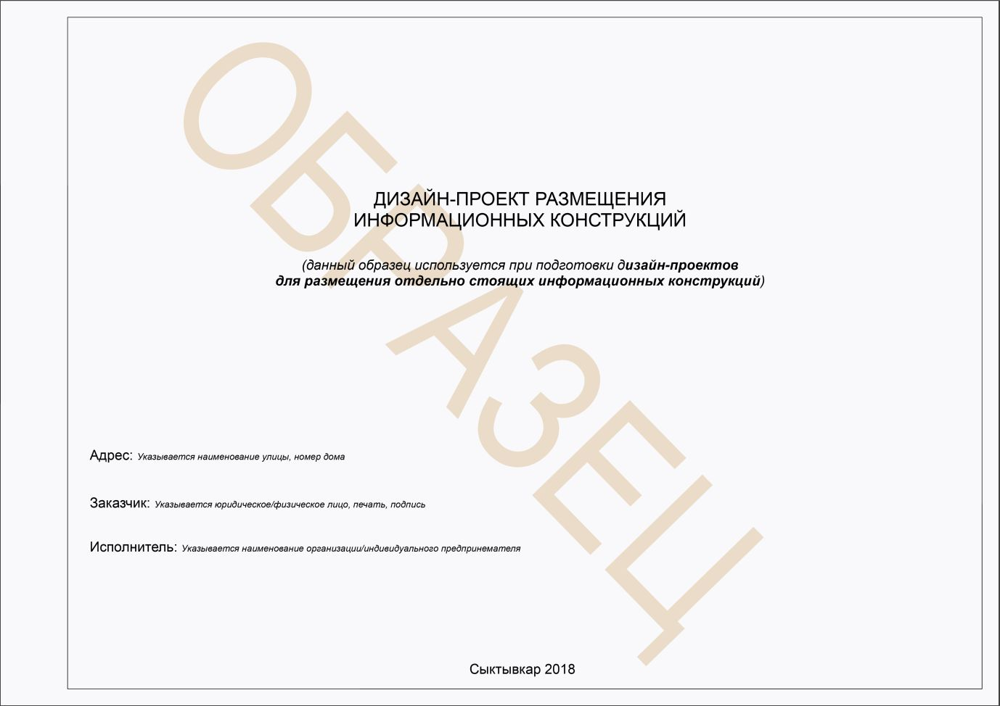 ОБРАЗЕЦ
ДИЗАЙН-ПРОЕКТ РАЗМЕЩЕНИЯ
ИНФОРМАЦИОННЫХ КОНСТРУКЦИЙ
(данный образец используется при подготовки дизайн-проектов
для размещения отдельно стоящих информационных конструкций)
Адрес: Указывается наименование улицы, номер дома
Заказчик: Указывается юридическое/физическое лицо, печать, подпись
Исполнитель: Указывается наименование организации/индивидуального предпринемателя
Сыктывкар 2018